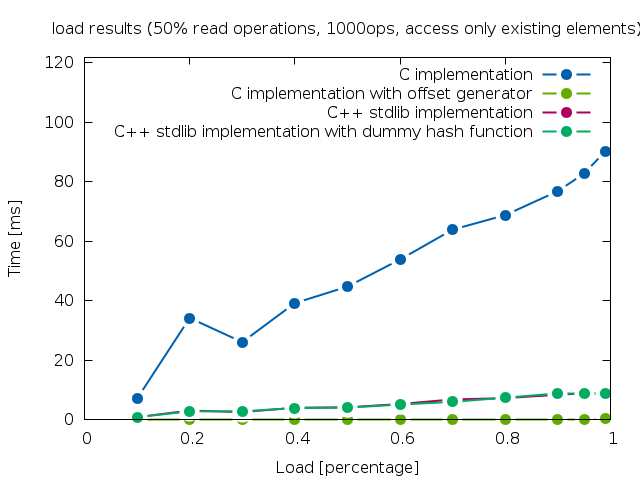 load results (50% read operations, 1000ops, access only existing elements)
120
100
80
60
40
20
0
Time [ms]
C implementation
C implementation with offset generator
C++ stdlib implementation
C++ stdlib implementation with dummy hash function
0 0.2 0.4 0.6 0.8 1
Load [percentage]